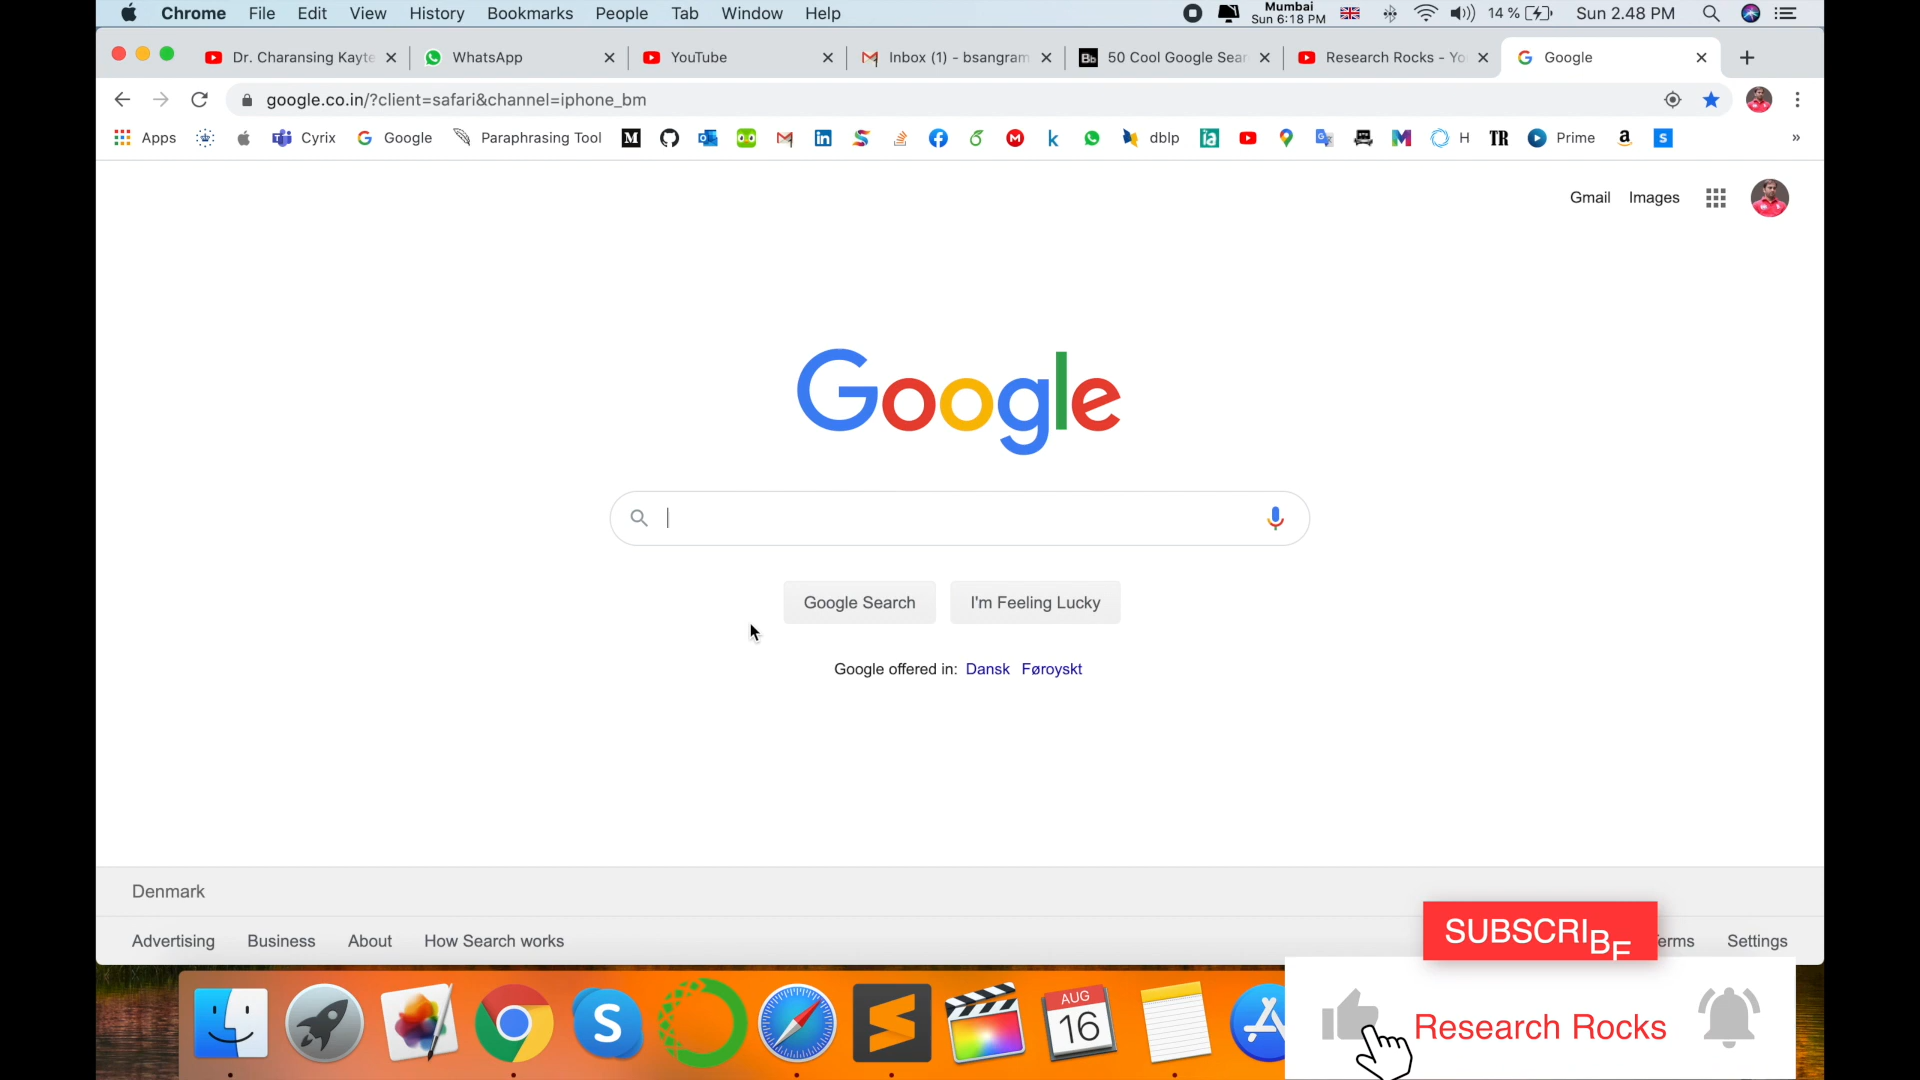 Chrome File Edit View History Bookmarks People Tab Window Help Mumbai Sun 6:18 PM 14 % Sun 2.48 PM
Dr. Charansing Kayte WhatsApp YouTube Inbox (1) - bsangram 50 Cool Google Sear Research Rocks - Yo Google
google.co.in/?client=safari&channel=iphone_bm
Apps Cyrix Google Paraphrasing Tool dblp H TR Prime
Gmail Images
Google
Google Search I'm Feeling Lucky
Google offered in: Dansk Føroyskt
Denmark
Advertising Business About How Search works Settings
SUBSCRIBE
AUG
16
Research Rocks